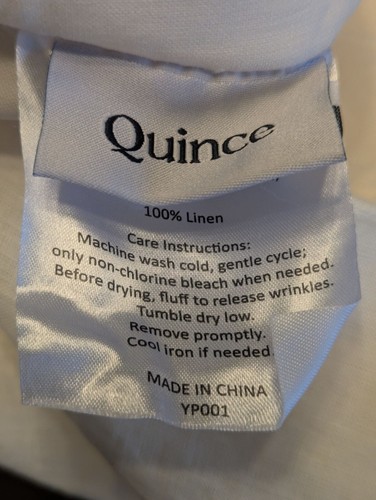 Quince
100% Linen
Care Instructions:
Machine wash cold, gentle cycle;
only non-chlorine bleach when needed.
Before drying, fluff to release wrinkles.
Tumble dry low.
Remove promptly.
Cool iron if needed.
MADE IN CHINA
YP001